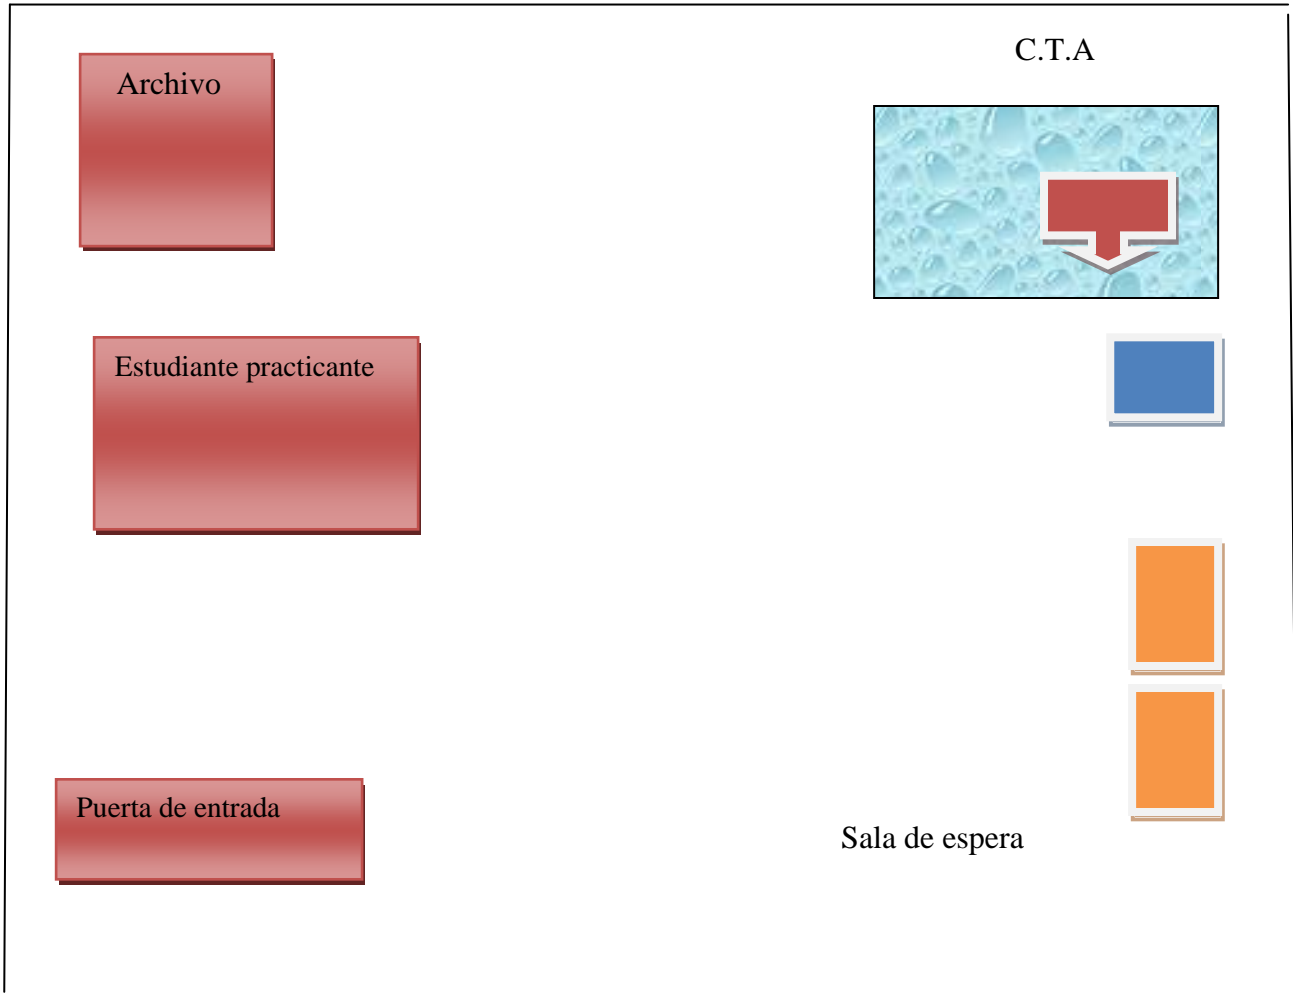 C.T.A
Archivo
Estudiante practicante
Puerta de entrada
Sala de espera